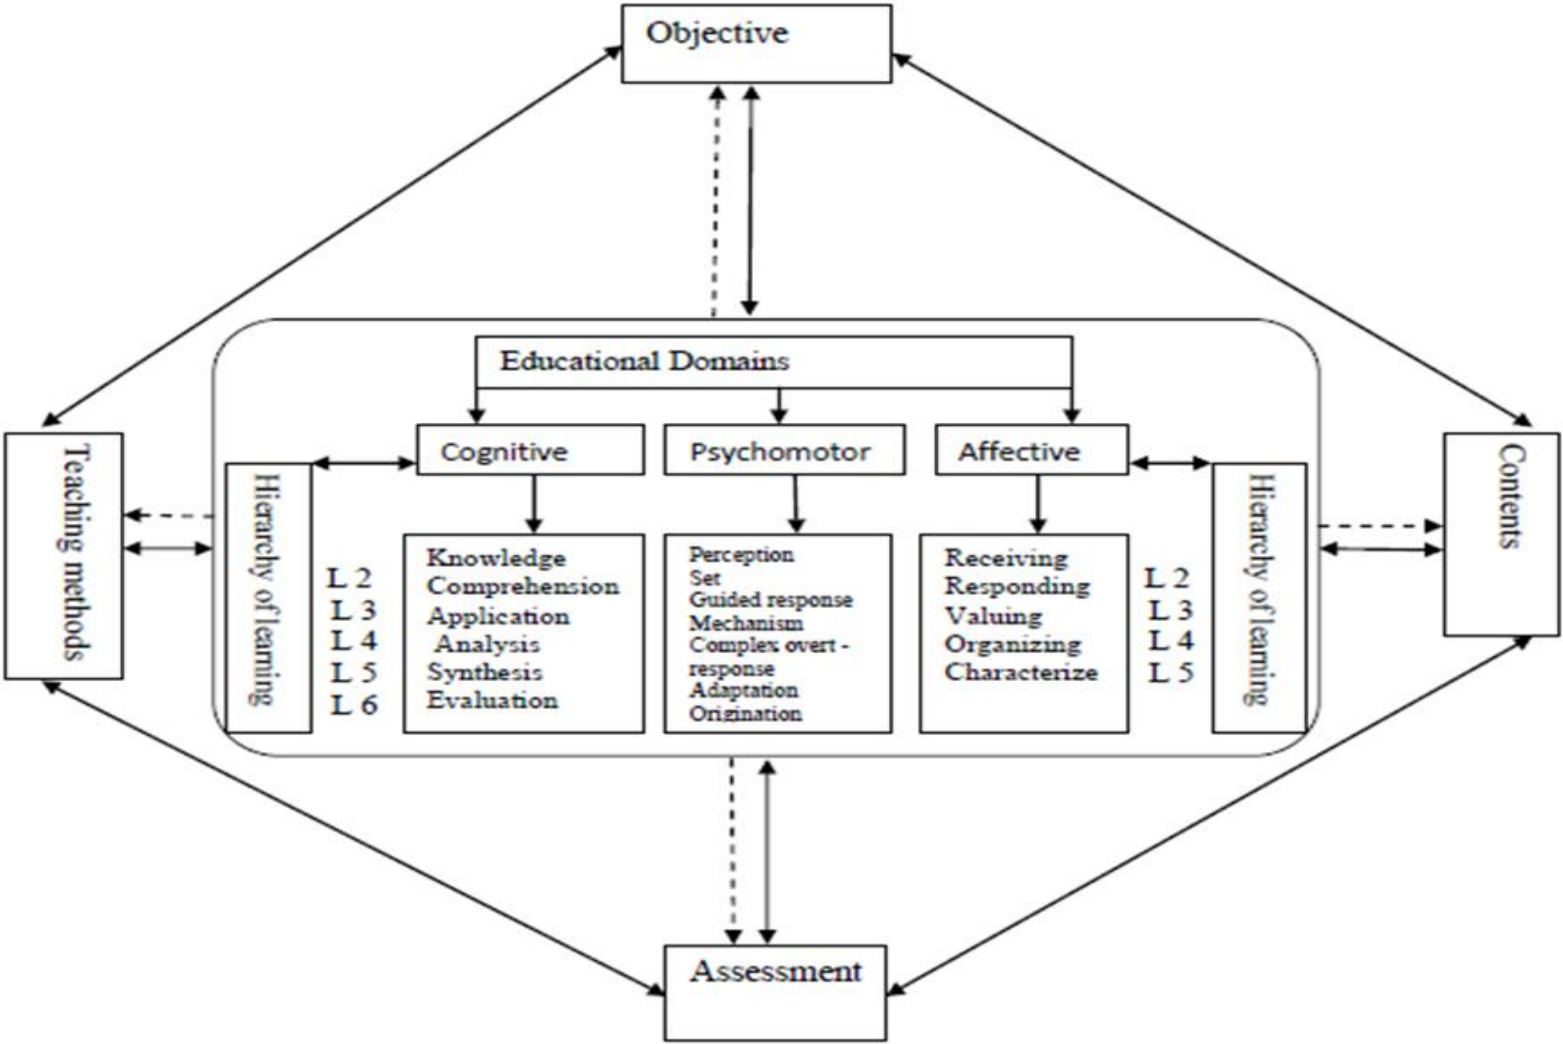 Objective
Educational Domains
Cognitive
Psychomotor
Affective
Teaching methods
Hierarchy of learning
L 2
L 3
L 4
L 5
L 6
Knowledge
Comprehension
Application
Analysis
Synthesis
Evaluation
Perception
Set
Guided response
Mechanism
Complex overt -
response
Adaptation
Origination
Receiving
Responding
Valuing
Organizing
Characterize
L 2
L 3
L 4
L 5
Hierarchy of learning
Contents
Assessment